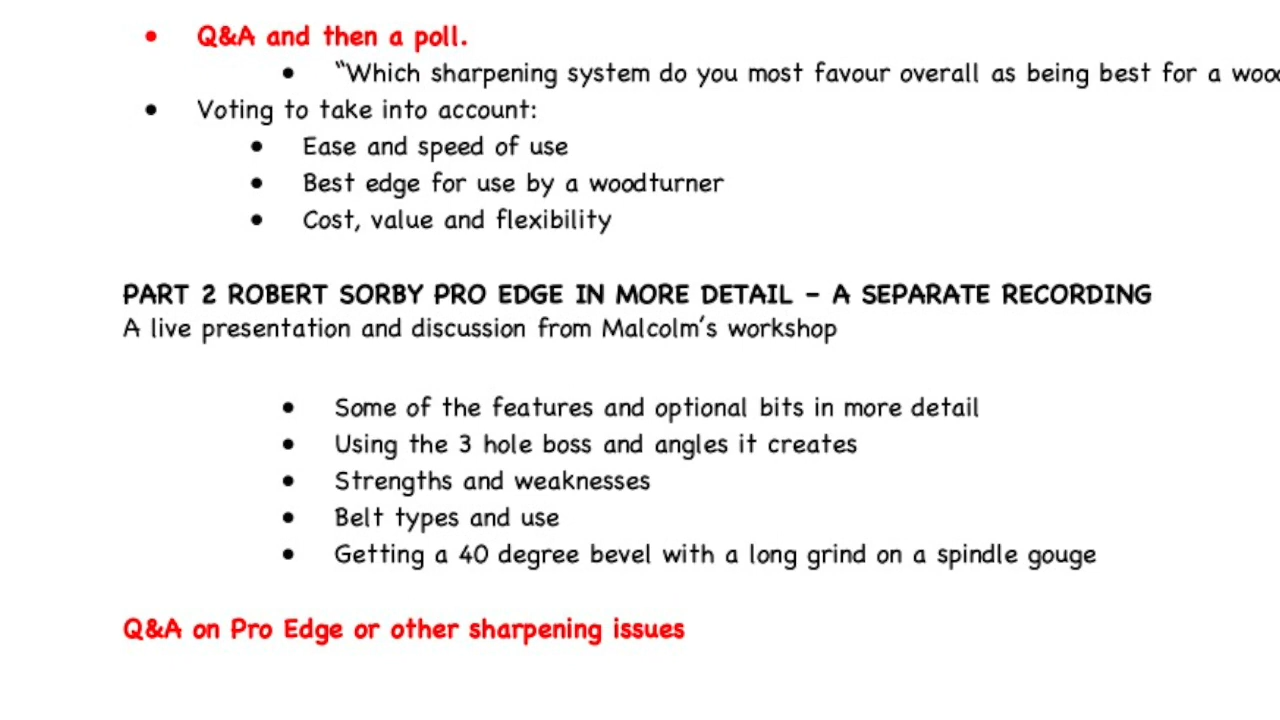 • Q&A and then a poll.
• “Which sharpening system do you most favour overall as being best for a
• Voting to take into account:
• Ease and speed of use
• Best edge for use by a woodturner
• Cost, value and flexibility
PART 2 ROBERT SORBY PRO EDGE IN MORE DETAIL – A SEPARATE RECORDING
A live presentation and discussion from Malcolm’s workshop
• Some of the features and optional bits in more detail
• Using the 3 hole boss and angles it creates
• Strengths and weaknesses
• Belt types and use
• Getting a 40 degree bevel with a long grind on a spindle gouge
Q&A on Pro Edge or other sharpening issues